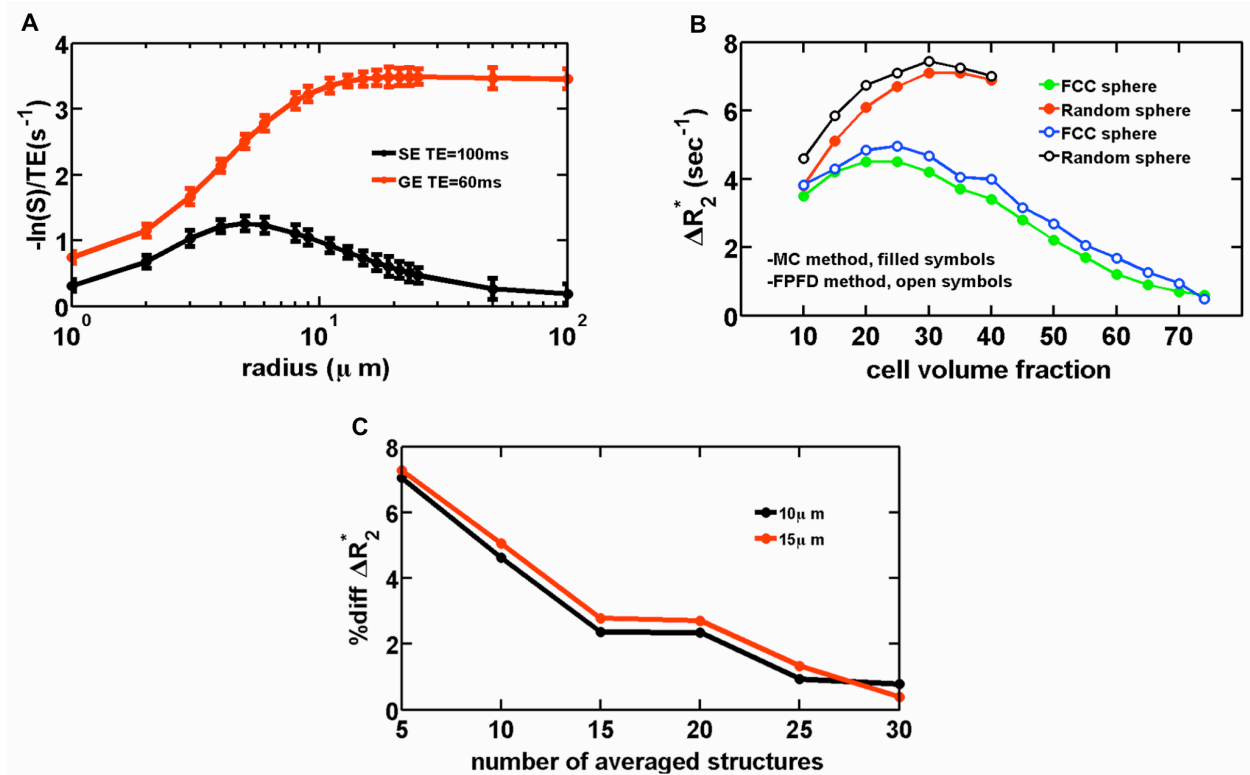 A
-ln(S)/TE(s⁻¹)
4
3
2
1
0
SE TE=100ms
GE TE=60ms
10⁰
10¹
10²
radius (μ m)
B
ΔR₂* (sec⁻¹)
8
6
4
2
0
FCC sphere
Random sphere
FCC sphere
Random sphere
-MC method, filled symbols
-FPFD method, open symbols
10 20 30 40 50 60 70
cell volume fraction
C
%diff ΔR₂*
8
6
4
2
0
10μ m
15μ m
5 10 15 20 25 30
number of averaged structures